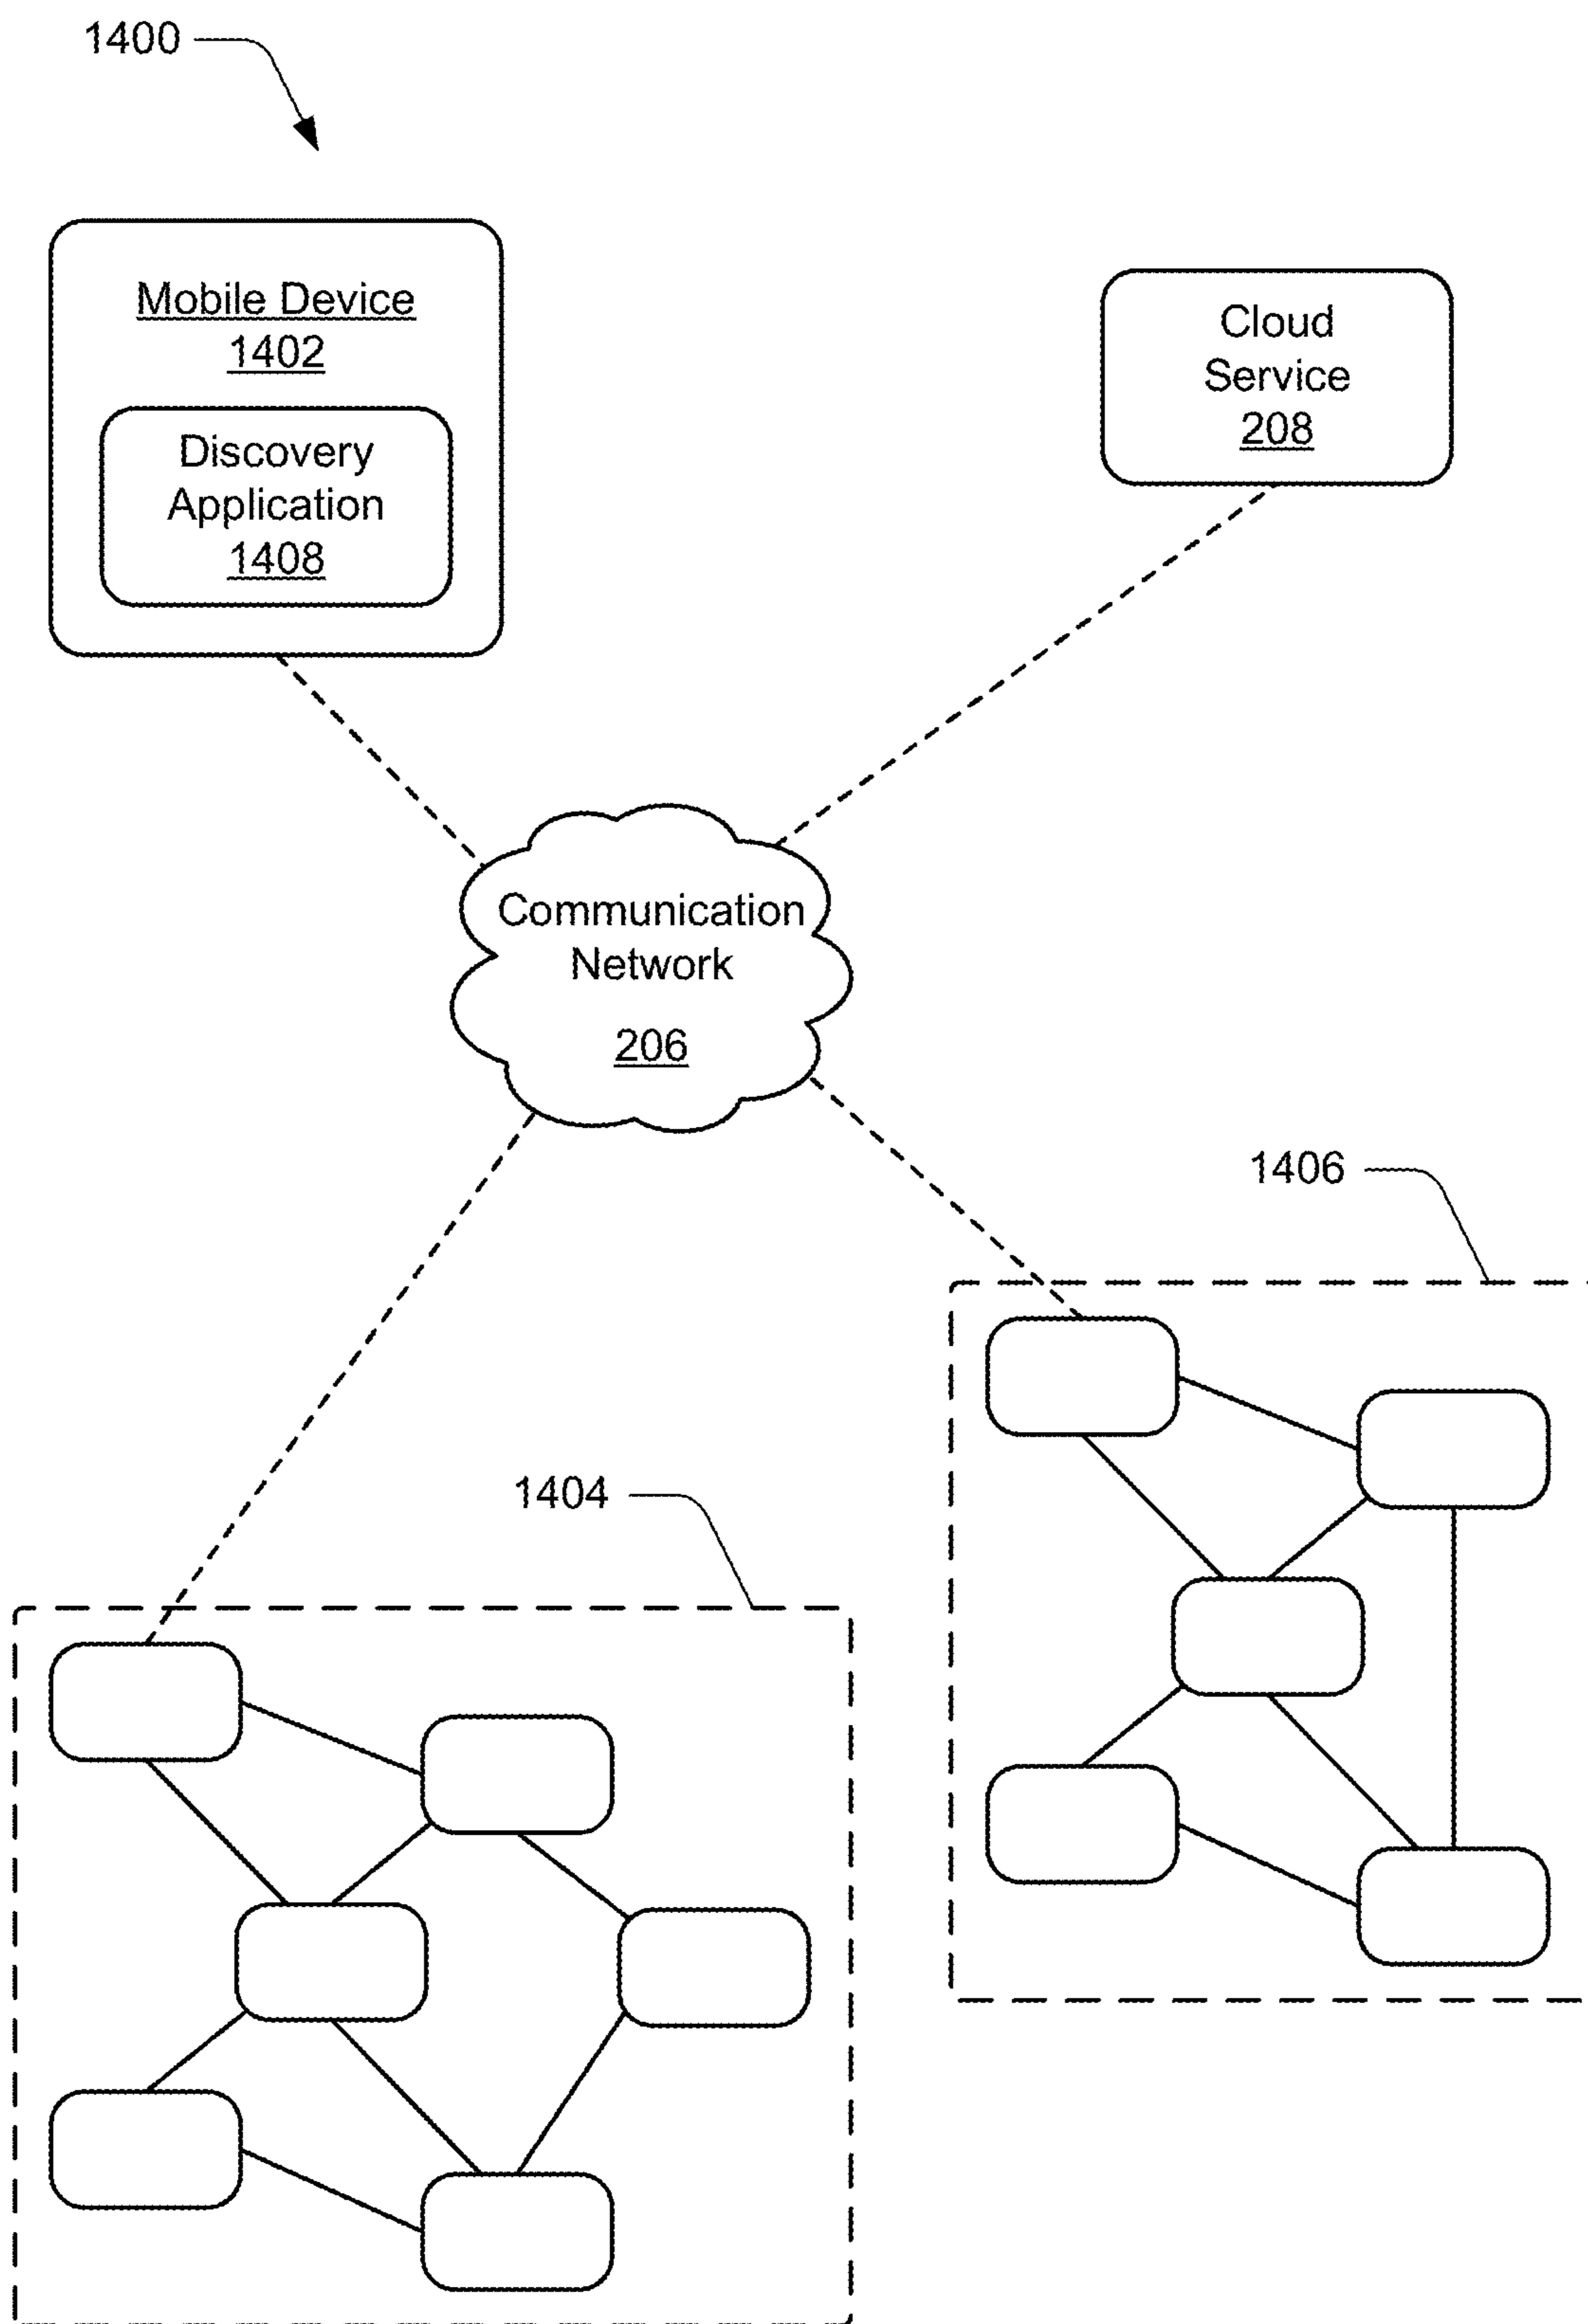 1400
Mobile Device
1402
Discovery
Application
1408
Cloud
Service
208
Communication
Network
206
1406
1404